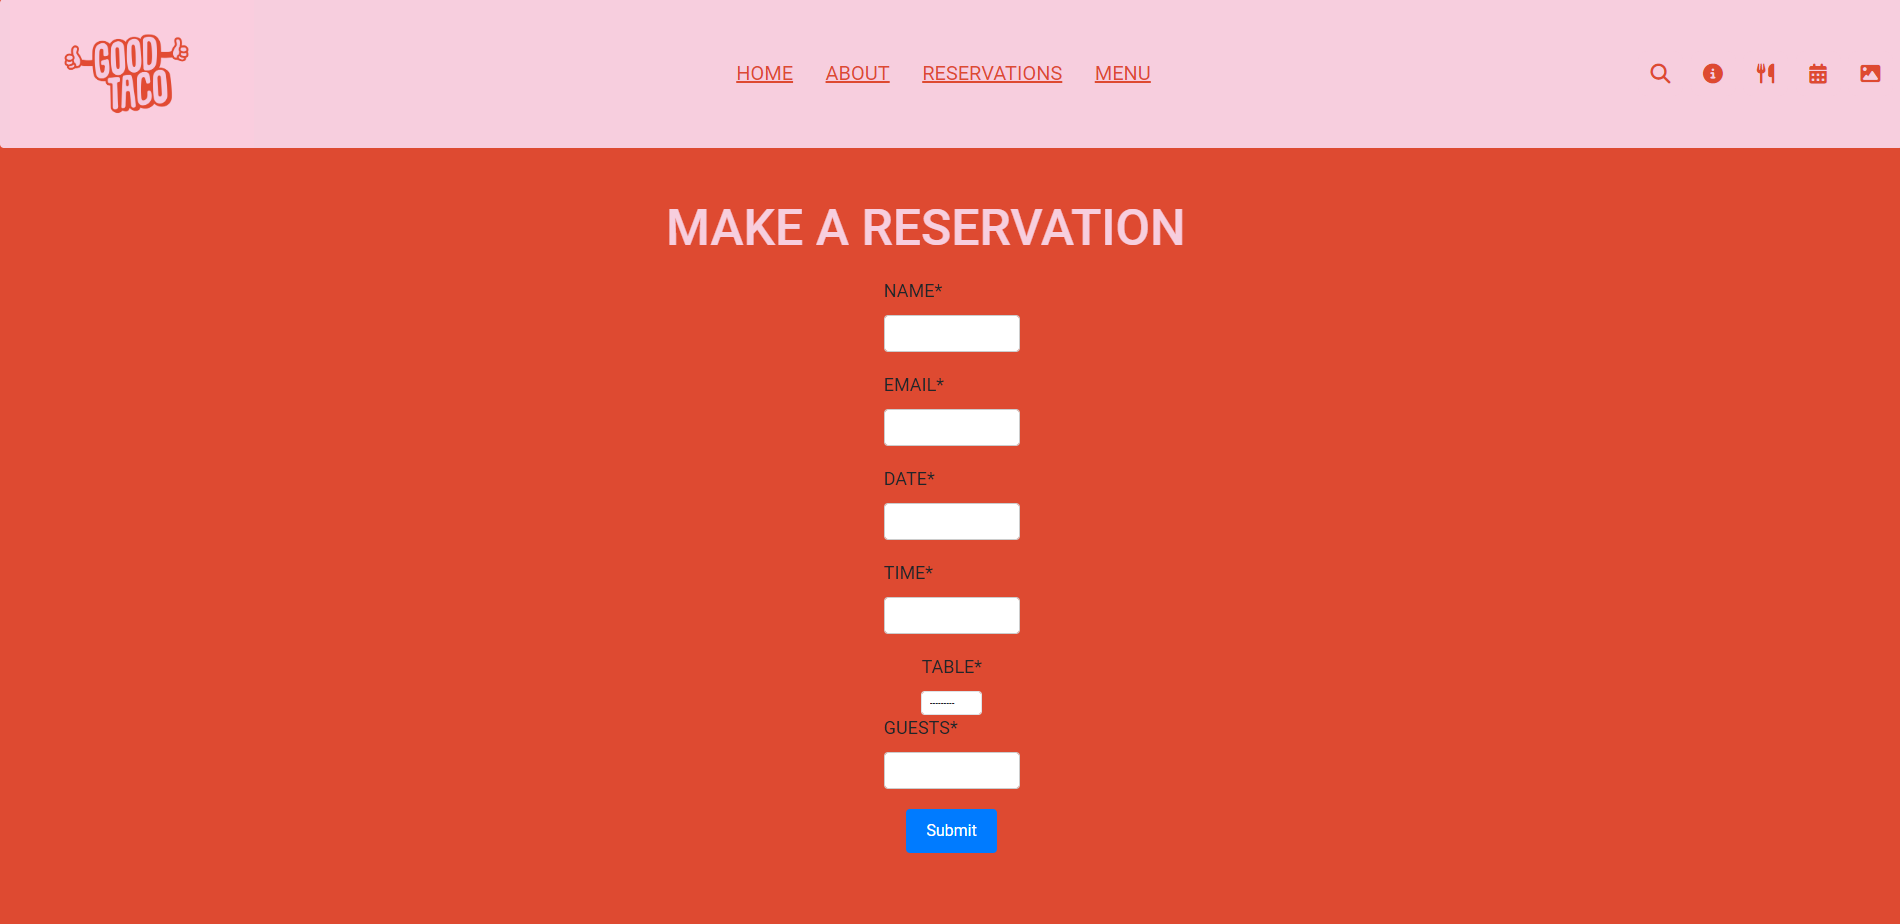 GOOD
TACO
HOME ABOUT RESERVATIONS MENU
MAKE A RESERVATION
NAME*
EMAIL*
DATE*
TIME*
TABLE*
---------
GUESTS*
Submit